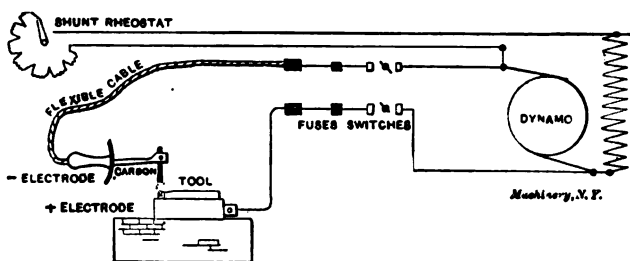 SHUNT RHEOSTAT
FLEXIBLE CABLE
FUSES SWITCHES
DYNAMO
- ELECTRODE
CARBON
TOOL
+ ELECTRODE
Machinery, N.Y.